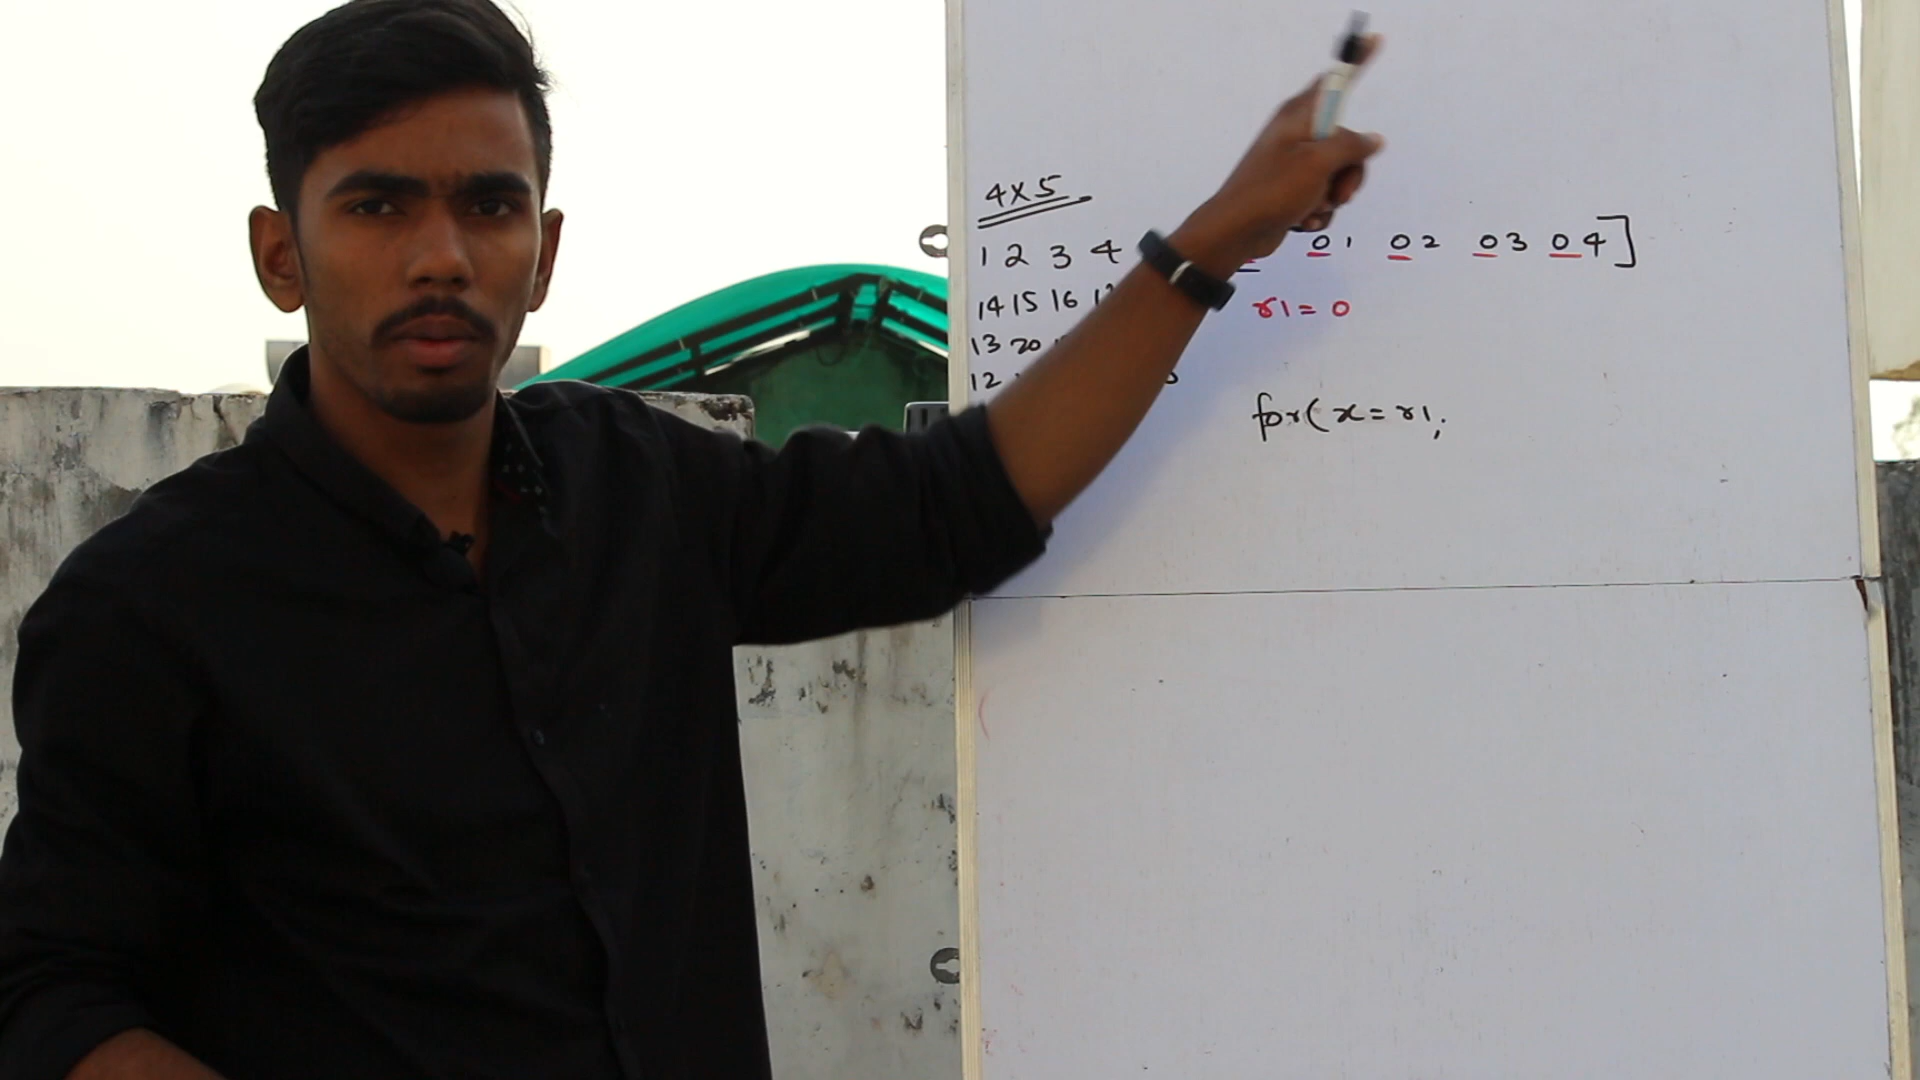 4x5
1 2 3 4 01 02 03 04]
14 15 16
r1 = 0
13 20
12
for( x = r1;